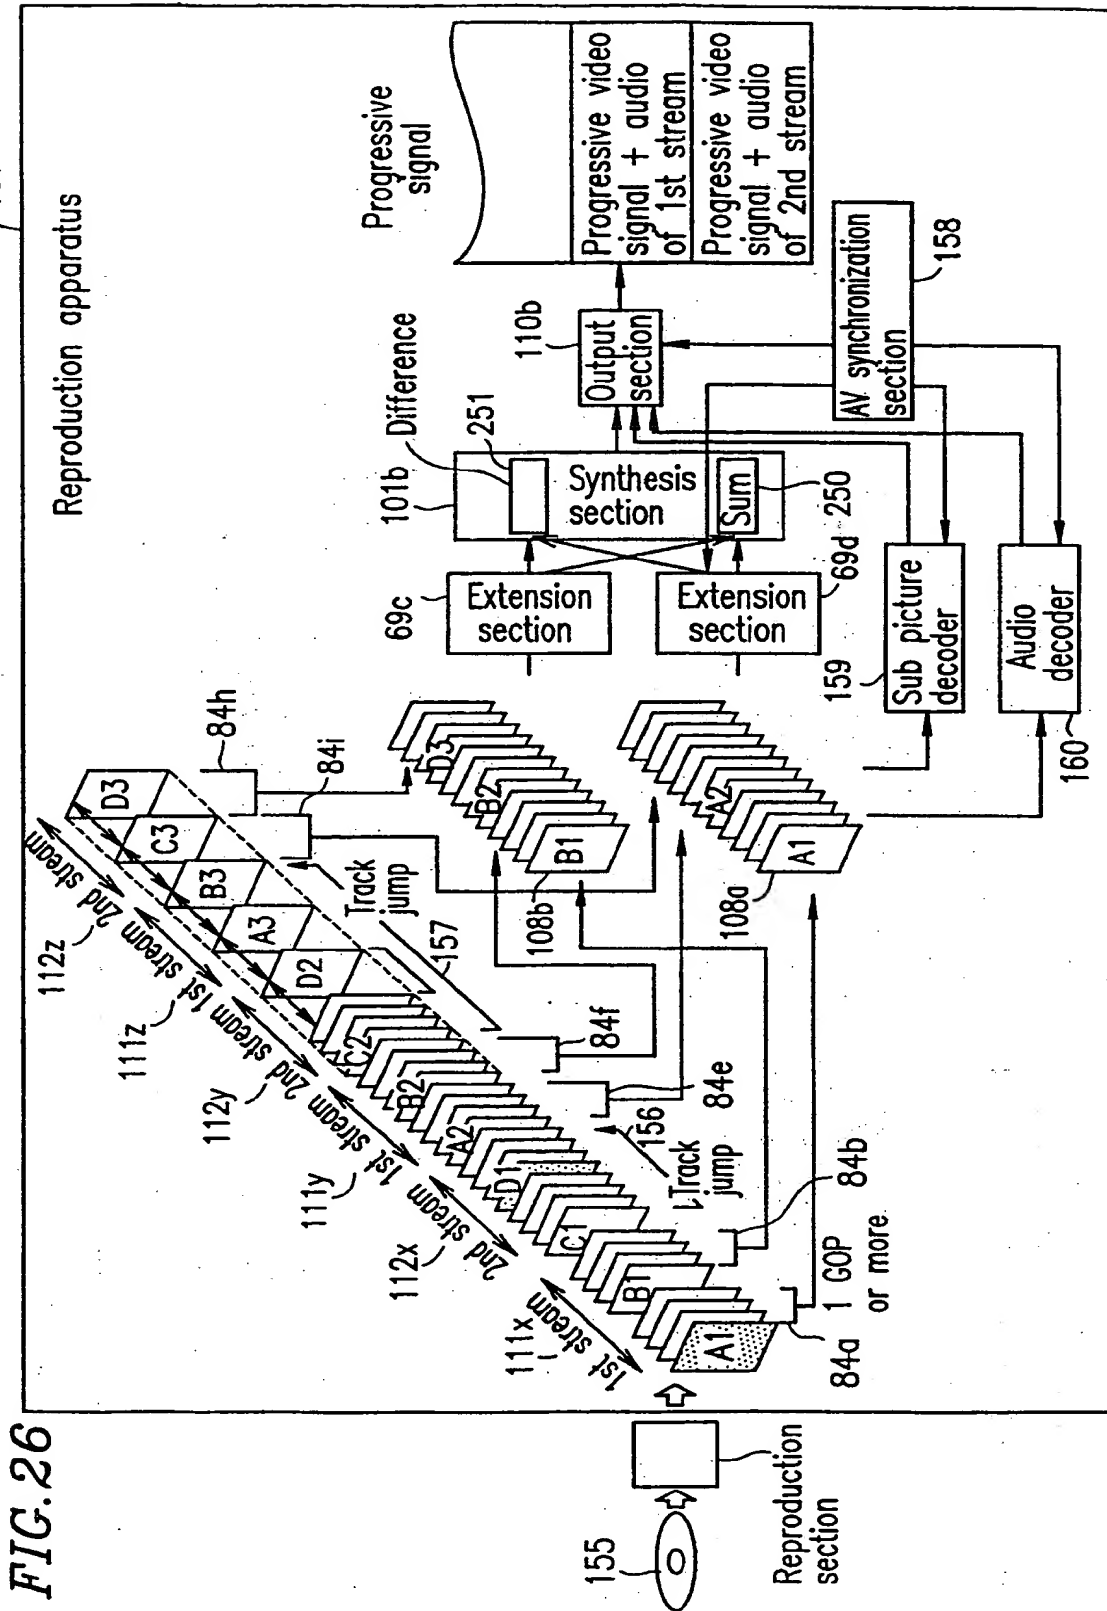 FIG.26
Reproduction apparatus
155
Reproduction
section
A1
B1
C1
D1
A2
B2
C2
D2
A3
B3
C3
D3
1st stream
111x
2nd stream
112x
1st stream
111y
2nd stream
112y
1st stream
111z
2nd stream
112z
84a
1 GOP
or more
84b
Track
jump
156
84e
84f
157
Track
jump
84i
84h
108a
A1
A2
108b
B1
B2
D3
69c
Extension
section
69d
Extension
section
101b
Difference
251
Synthesis
section
Sum
250
159
Sub picture
decoder
160
Audio
decoder
110b
Output
section
AV synchronization
section
158
Progressive
signal
Progressive video
signal + audio
of 1st stream
Progressive video
signal + audio
of 2nd stream